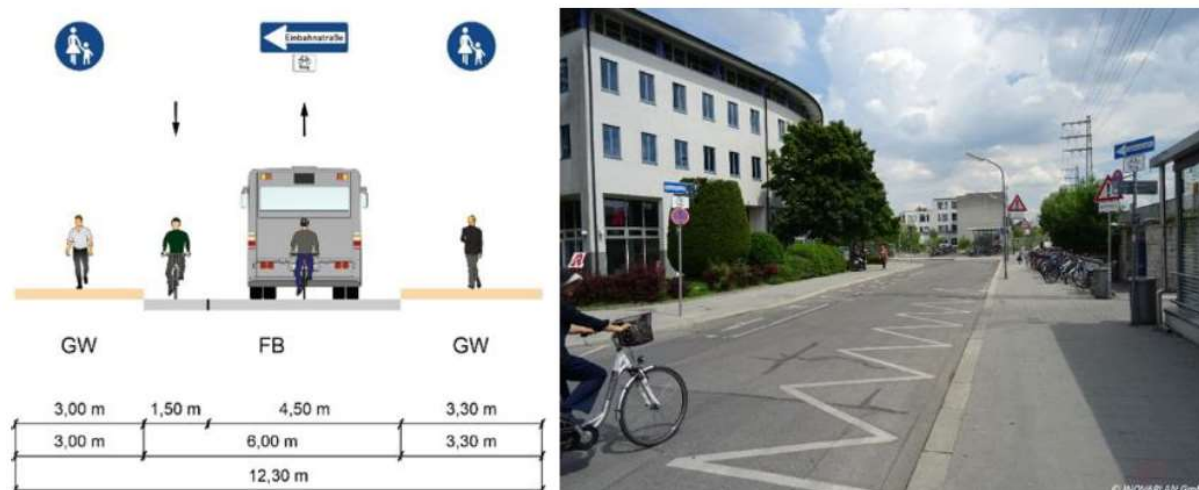 Einbahnstraße
GW
FB
GW
3,00 m
1,50 m
4,50 m
3,30 m
3,00 m
6,00 m
3,30 m
12,30 m